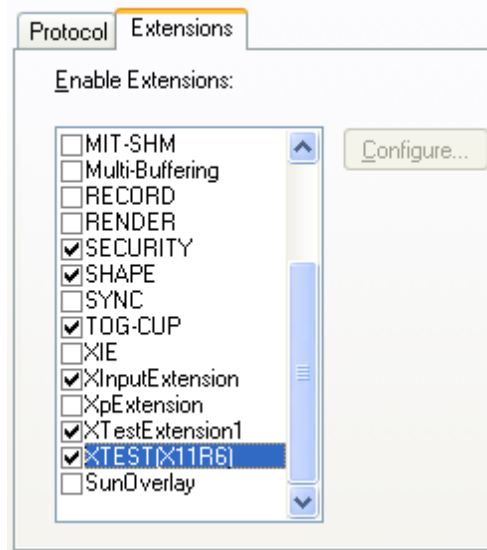 Protocol Extensions
Enable Extensions:
MIT-SHM
Configure...
Multi-Buffering
RECORD
RENDER
SECURITY
SHAPE
SYNC
TOG-CUP
XIE
XInputExtension
XpExtension
XTestExtension1
XTEST(X11R6)
SunOverlay